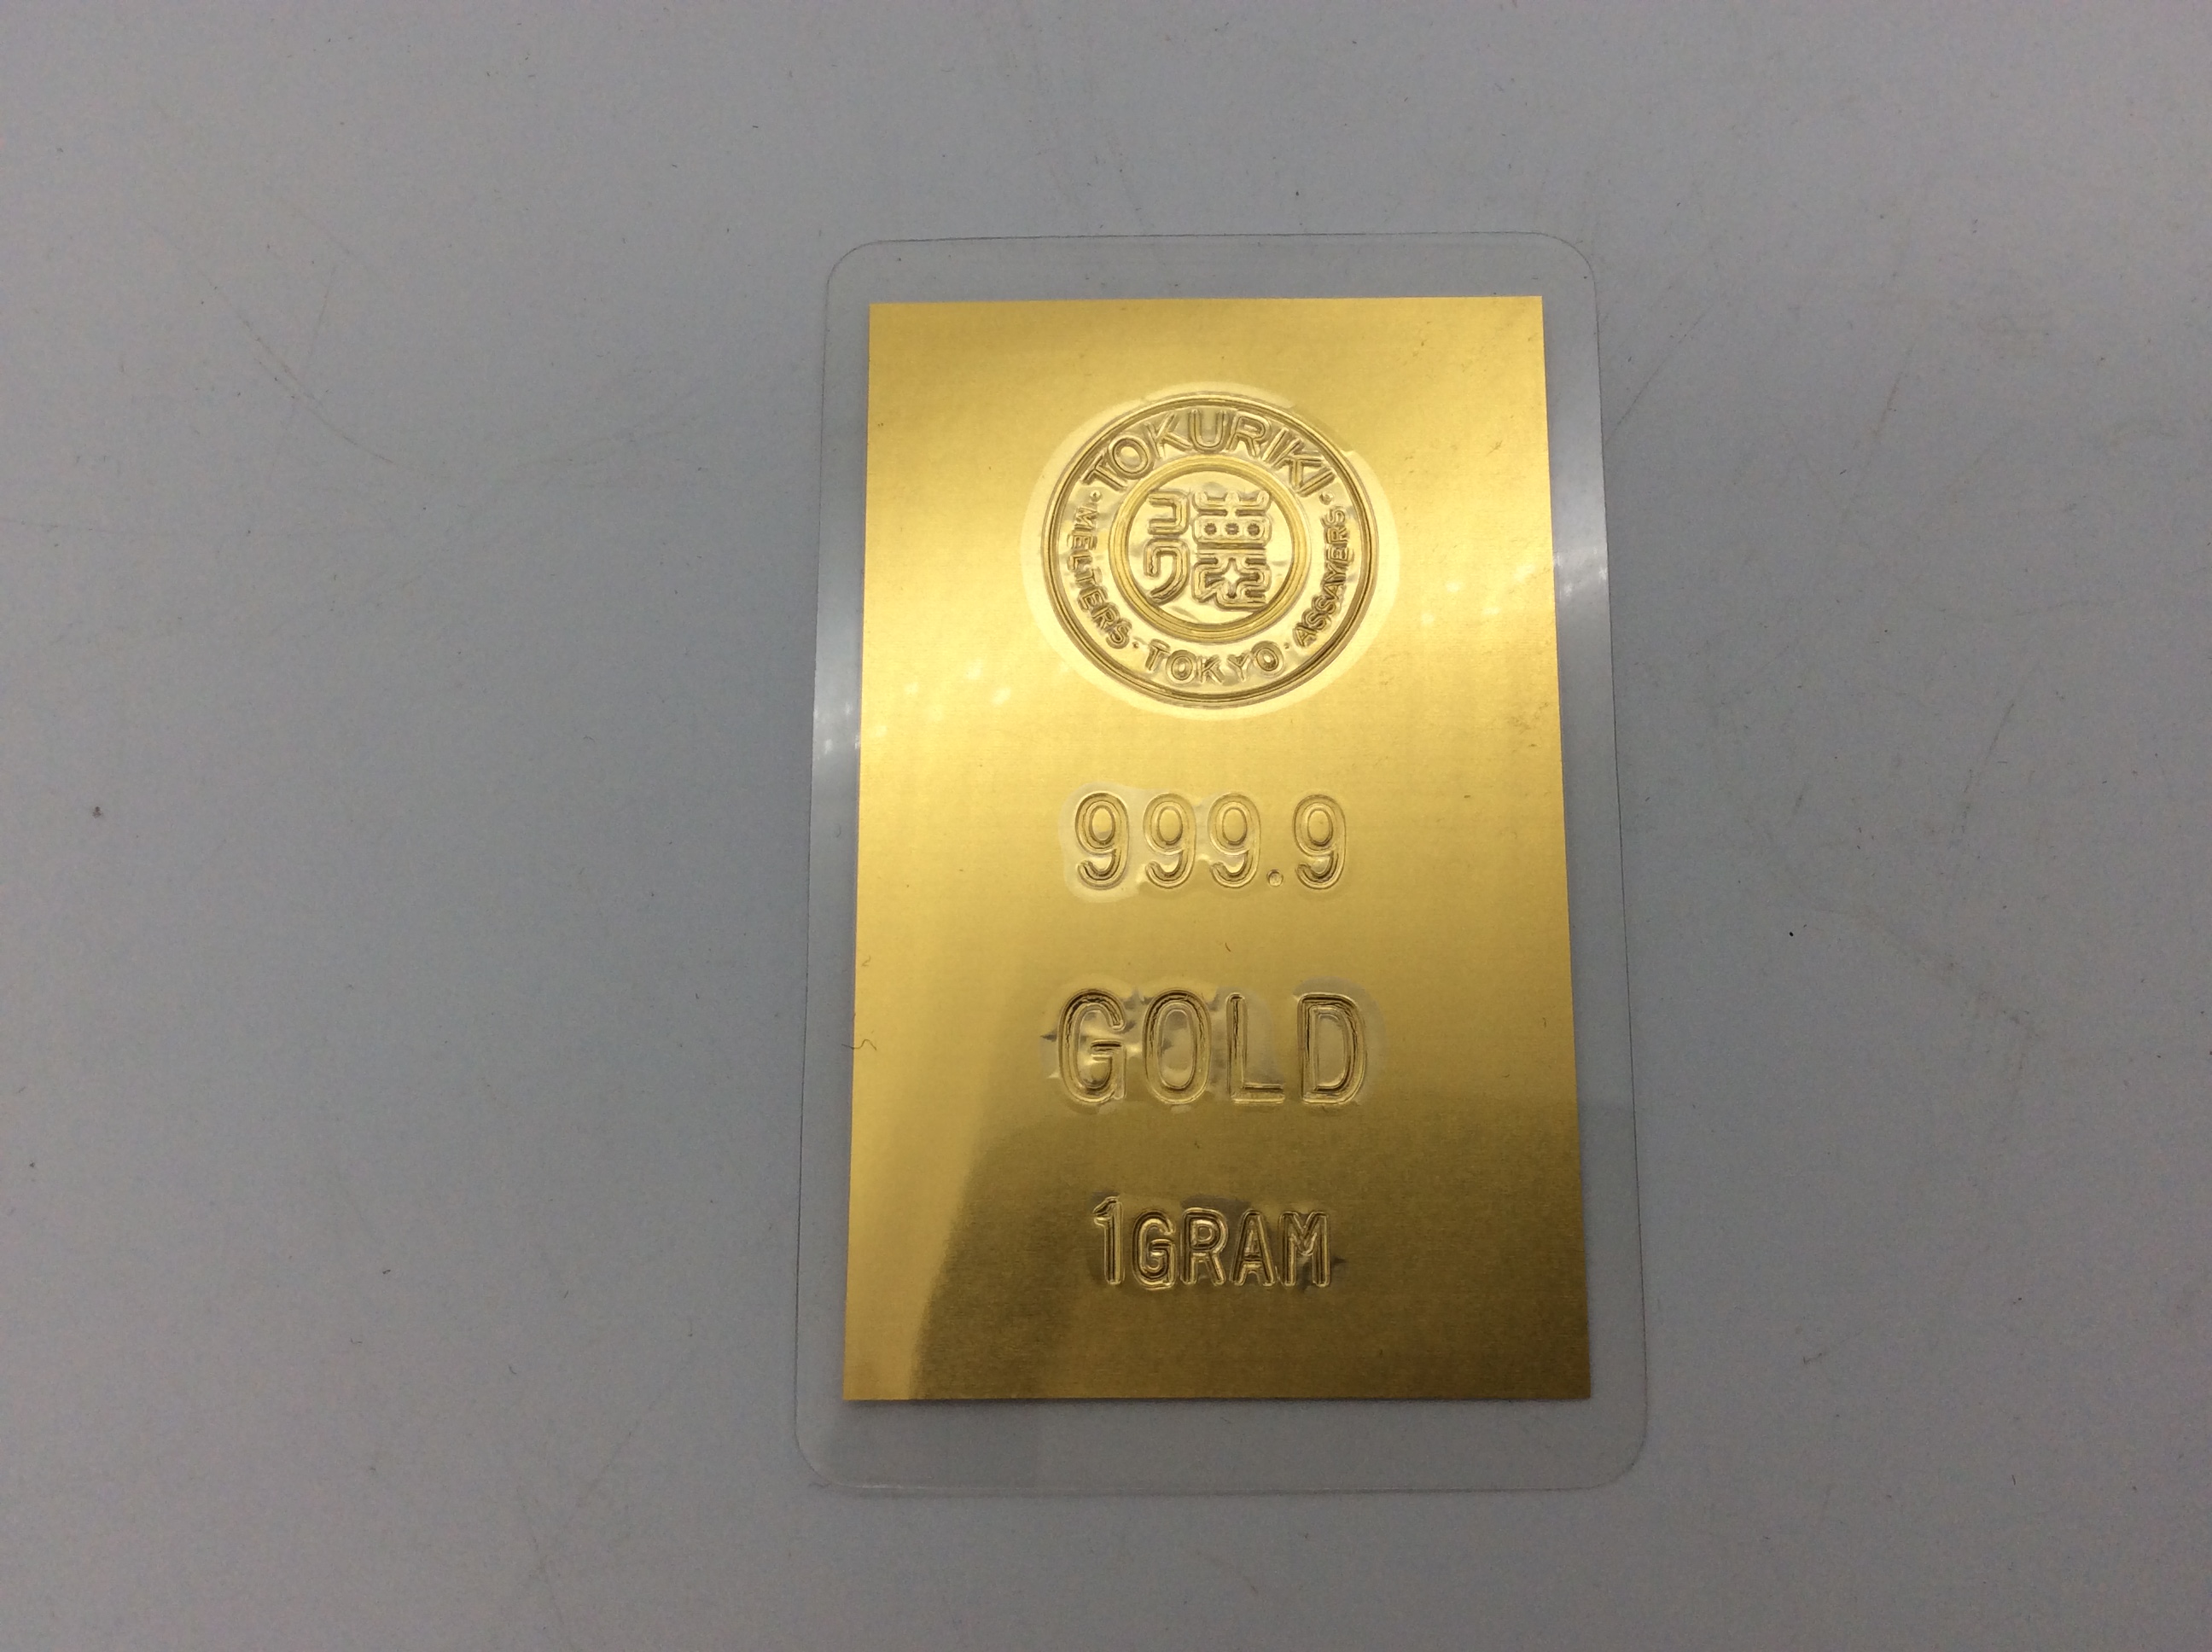 TOKURIKI
MELTERS · TOKYO · ASSAYERS
999.9
GOLD
1GRAM